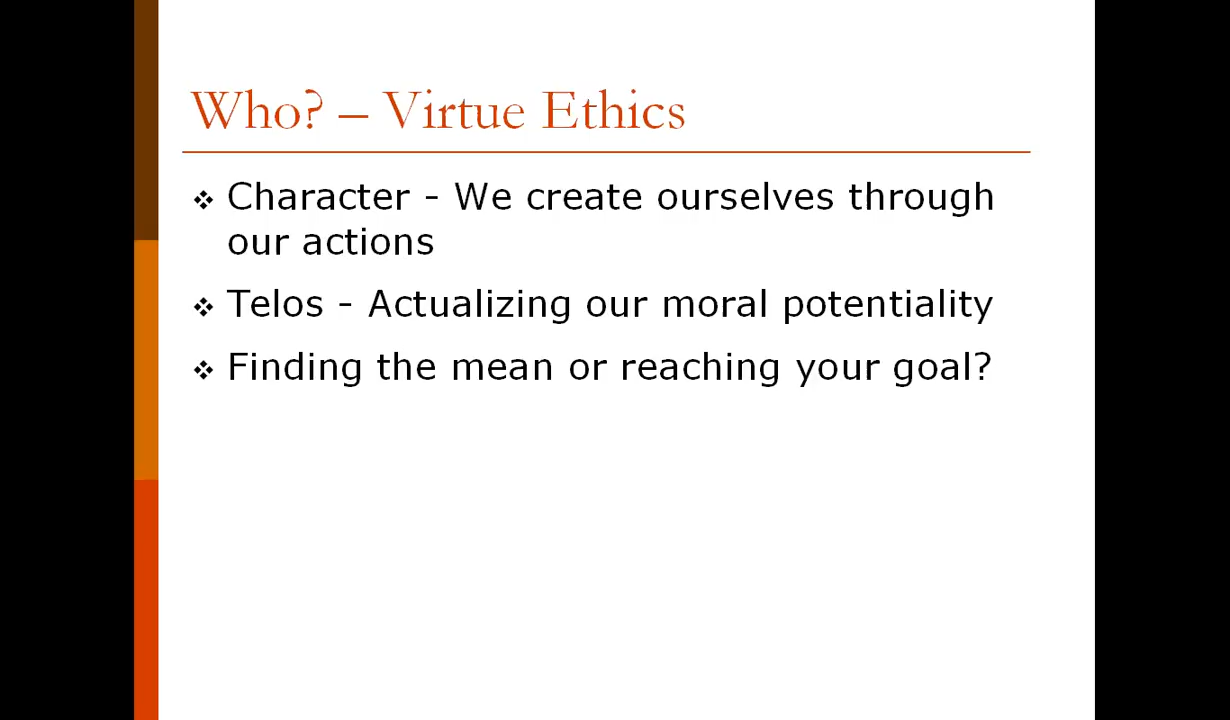 Who? – Virtue Ethics
❖ Character - We create ourselves through
our actions
❖ Telos - Actualizing our moral potentiality
❖ Finding the mean or reaching your goal?